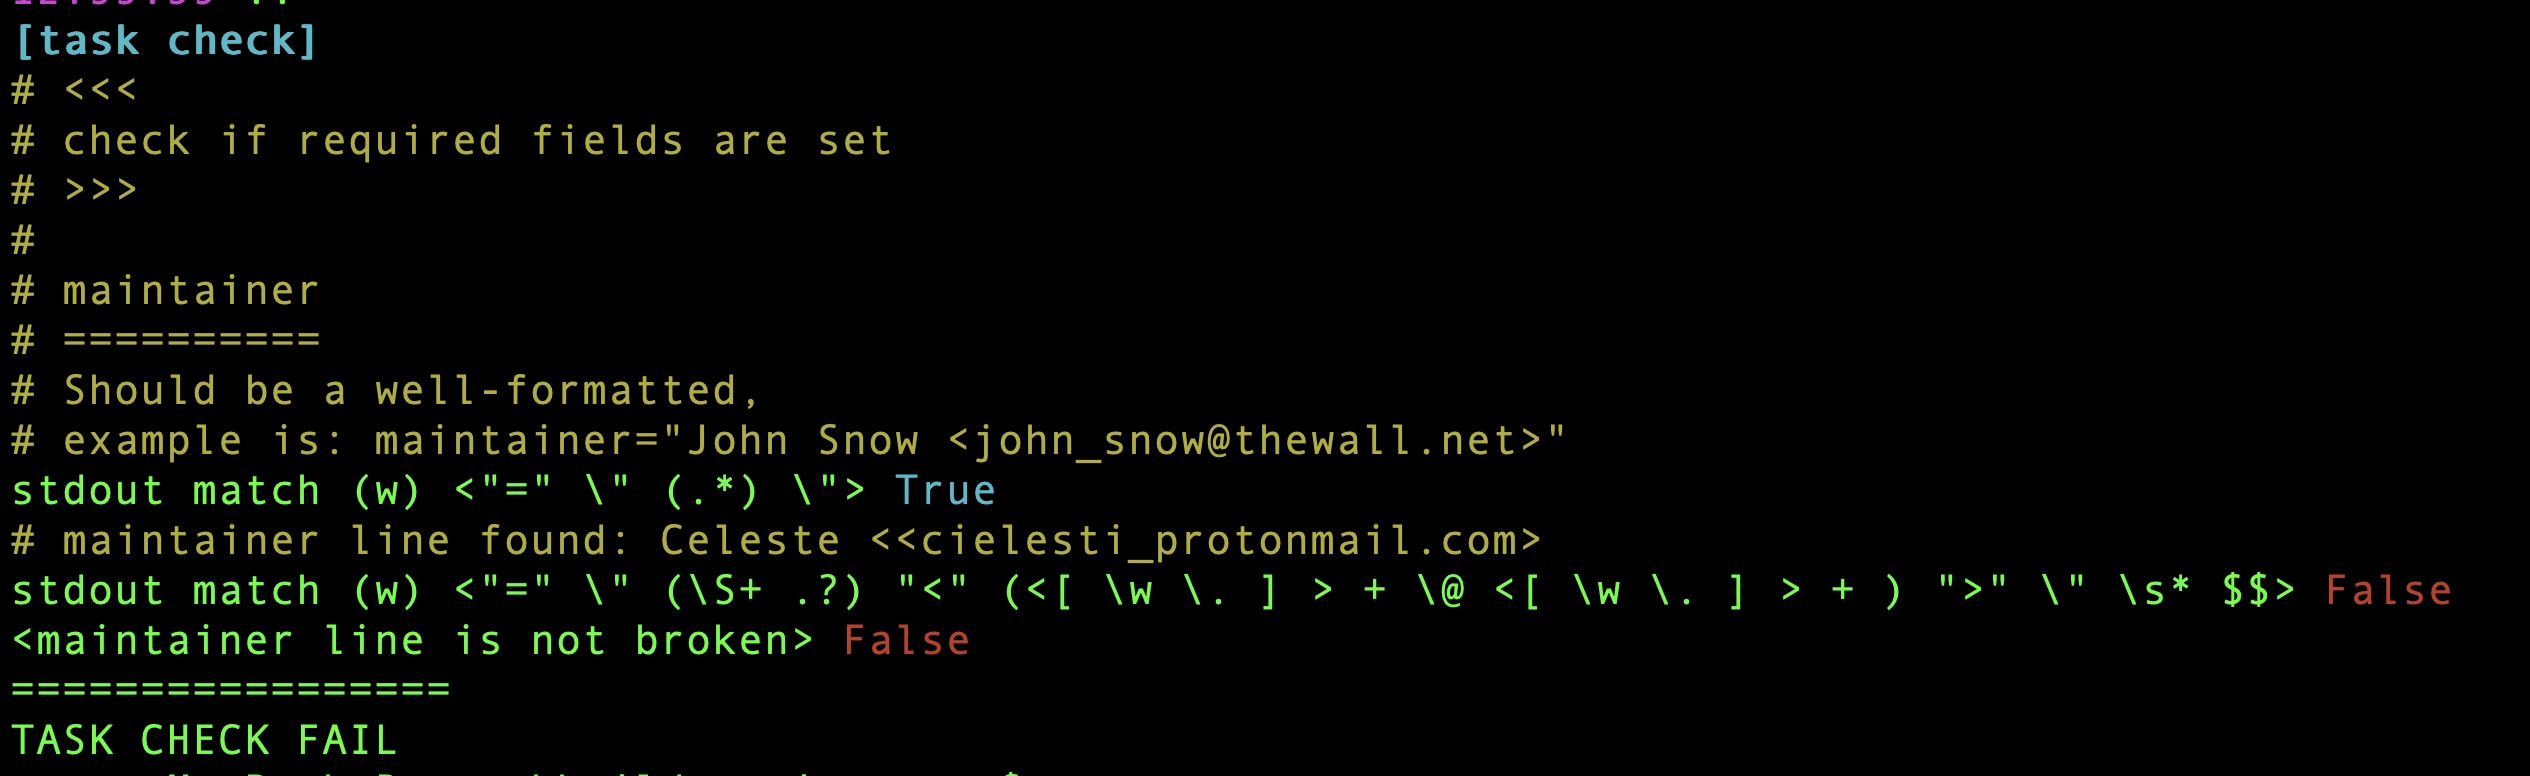 [task check]
# <<<
# check if required fields are set
# >>>
#
# maintainer
# ==========
# Should be a well-formatted,
# example is: maintainer="John Snow <john_snow@thewall.net>"
stdout match (w) <"=" \" (.*) \"> True
# maintainer line found: Celeste <<cielesti_protonmail.com>
stdout match (w) <"=" \" (\S+ .?) "<" (<[ \w \. ] > + \@ <[ \w \. ] > + ) ">" \" \s* $$> False
<maintainer line is not broken> False
=================
TASK CHECK FAIL